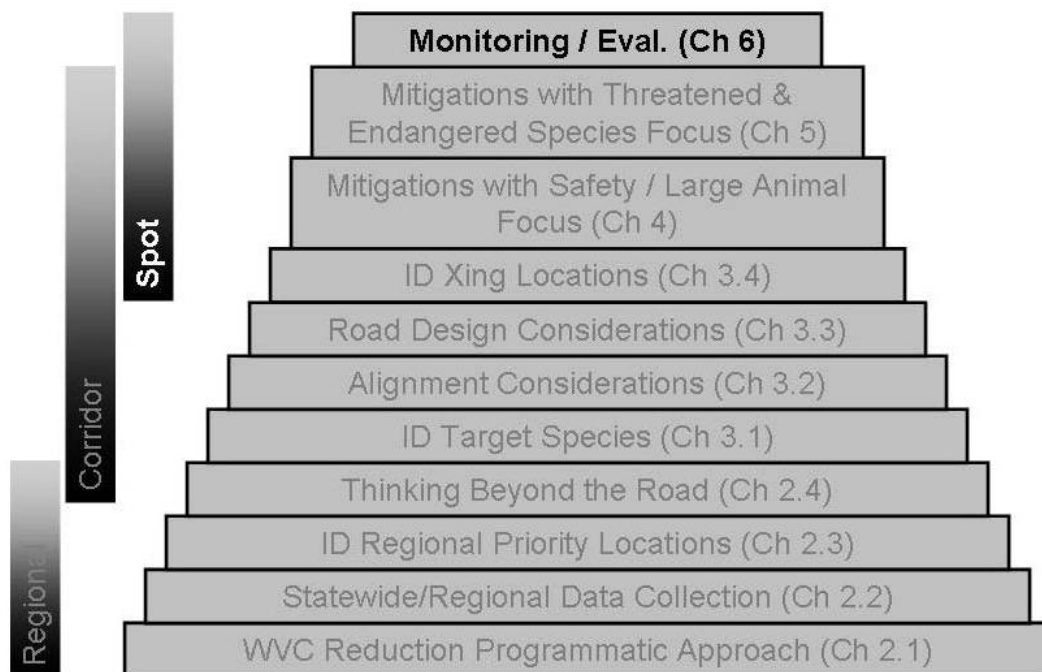 Monitoring / Eval. (Ch 6)
Mitigations with Threatened &
Endangered Species Focus (Ch 5)
Mitigations with Safety / Large Animal
Focus (Ch 4)
ID Xing Locations (Ch 3.4)
Road Design Considerations (Ch 3.3)
Alignment Considerations (Ch 3.2)
ID Target Species (Ch 3.1)
Thinking Beyond the Road (Ch 2.4)
ID Regional Priority Locations (Ch 2.3)
Statewide/Regional Data Collection (Ch 2.2)
WVC Reduction Programmatic Approach (Ch 2.1)
Spot
Corridor
Regional